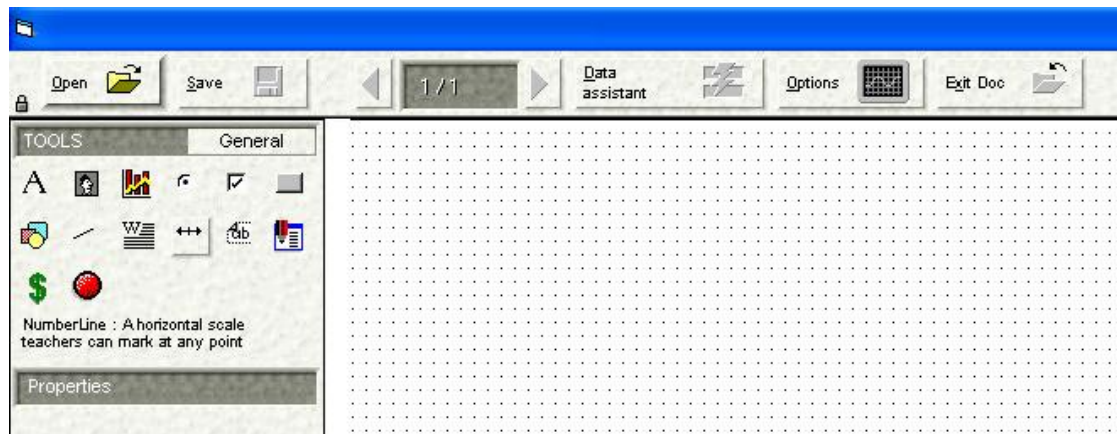 Open
Save
1/1
Data
assistant
Options
Exit Doc
TOOLS
General
A
W
Ab
$
NumberLine : A horizontal scale
teachers can mark at any point
Properties